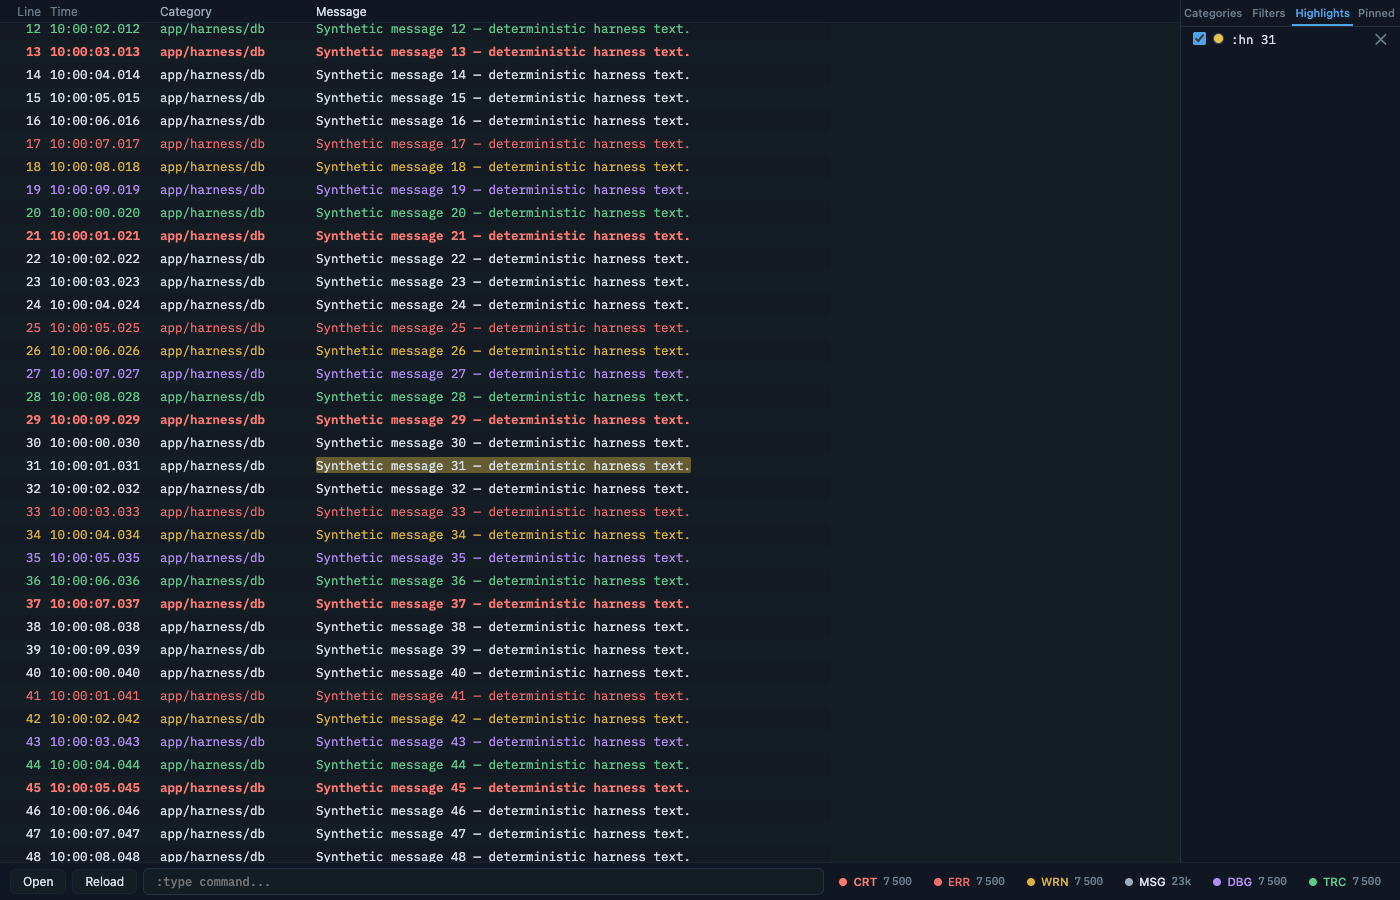 Line Time Category Message
12 10:00:02.012 app/harness/db Synthetic message 12 — deterministic harness text.
13 10:00:03.013 app/harness/db Synthetic message 13 — deterministic harness text.
14 10:00:04.014 app/harness/db Synthetic message 14 — deterministic harness text.
15 10:00:05.015 app/harness/db Synthetic message 15 — deterministic harness text.
16 10:00:06.016 app/harness/db Synthetic message 16 — deterministic harness text.
17 10:00:07.017 app/harness/db Synthetic message 17 — deterministic harness text.
18 10:00:08.018 app/harness/db Synthetic message 18 — deterministic harness text.
19 10:00:09.019 app/harness/db Synthetic message 19 — deterministic harness text.
20 10:00:00.020 app/harness/db Synthetic message 20 — deterministic harness text.
21 10:00:01.021 app/harness/db Synthetic message 21 — deterministic harness text.
22 10:00:02.022 app/harness/db Synthetic message 22 — deterministic harness text.
23 10:00:03.023 app/harness/db Synthetic message 23 — deterministic harness text.
24 10:00:04.024 app/harness/db Synthetic message 24 — deterministic harness text.
25 10:00:05.025 app/harness/db Synthetic message 25 — deterministic harness text.
26 10:00:06.026 app/harness/db Synthetic message 26 — deterministic harness text.
27 10:00:07.027 app/harness/db Synthetic message 27 — deterministic harness text.
28 10:00:08.028 app/harness/db Synthetic message 28 — deterministic harness text.
29 10:00:09.029 app/harness/db Synthetic message 29 — deterministic harness text.
30 10:00:00.030 app/harness/db Synthetic message 30 — deterministic harness text.
31 10:00:01.031 app/harness/db Synthetic message 31 — deterministic harness text.
32 10:00:02.032 app/harness/db Synthetic message 32 — deterministic harness text.
33 10:00:03.033 app/harness/db Synthetic message 33 — deterministic harness text.
34 10:00:04.034 app/harness/db Synthetic message 34 — deterministic harness text.
35 10:00:05.035 app/harness/db Synthetic message 35 — deterministic harness text.
36 10:00:06.036 app/harness/db Synthetic message 36 — deterministic harness text.
37 10:00:07.037 app/harness/db Synthetic message 37 — deterministic harness text.
38 10:00:08.038 app/harness/db Synthetic message 38 — deterministic harness text.
39 10:00:09.039 app/harness/db Synthetic message 39 — deterministic harness text.
40 10:00:00.040 app/harness/db Synthetic message 40 — deterministic harness text.
41 10:00:01.041 app/harness/db Synthetic message 41 — deterministic harness text.
42 10:00:02.042 app/harness/db Synthetic message 42 — deterministic harness text.
43 10:00:03.043 app/harness/db Synthetic message 43 — deterministic harness text.
44 10:00:04.044 app/harness/db Synthetic message 44 — deterministic harness text.
45 10:00:05.045 app/harness/db Synthetic message 45 — deterministic harness text.
46 10:00:06.046 app/harness/db Synthetic message 46 — deterministic harness text.
47 10:00:07.047 app/harness/db Synthetic message 47 — deterministic harness text.
48 10:00:08.048 app/harness/db Synthetic message 48 — deterministic harness text.
Categories Filters Highlights Pinned
:hn 31
Open Reload :type command... CRT 7 500 ERR 7 500 WRN 7 500 MSG 23k DBG 7 500 TRC 7 500